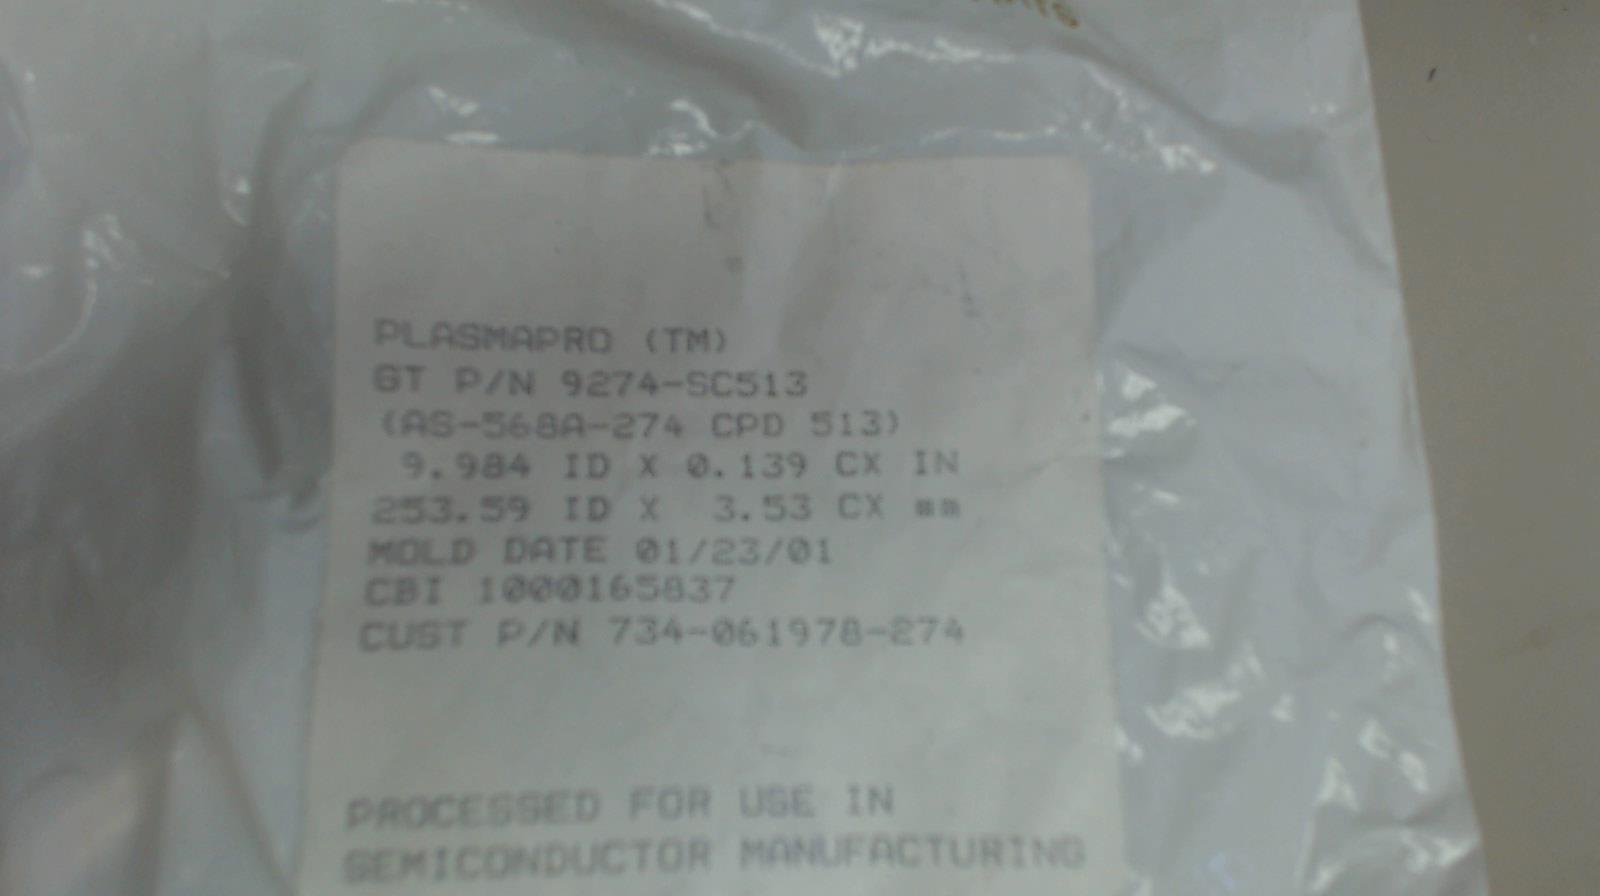 PLASMAPRO (TM)
GT P/N 9274-SC513
(AS-568A-274 CPD 513)
9.984 ID X 0.139 CX IN
253.59 ID X 3.53 CX mm
MOLD DATE 01/23/01
CBI 1000165837
CUST P/N 734-061978-274
PROCESSED FOR USE IN
SEMICONDUCTOR MANUFACTURING